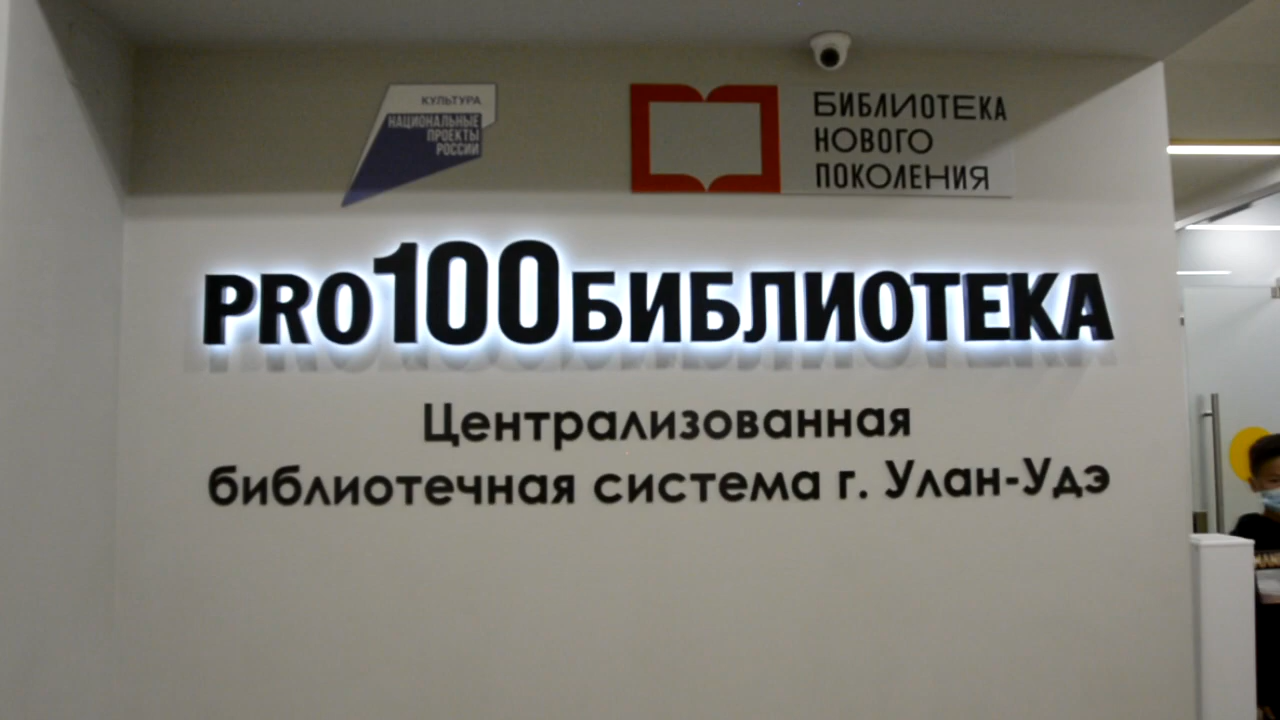 КУЛЬТУРА
НАЦИОНАЛЬНЫЕ
ПРОЕКТЫ
РОССИИ
БИБЛИОТЕКА
НОВОГО
ПОКОЛЕНИЯ
PRO100БИБЛИОТЕКА
Централизованная
библиотечная система г. Улан-Удэ